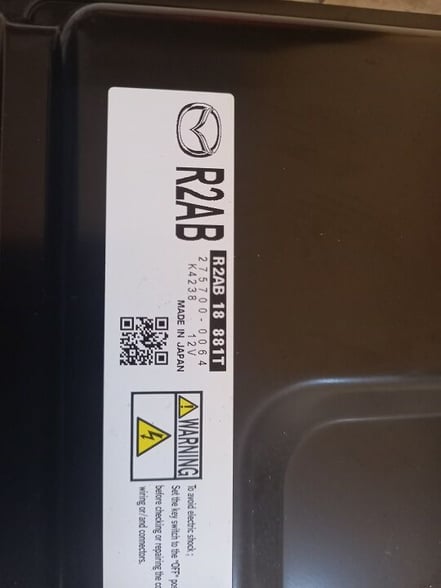 R2AB
R2AB 18 881T
275700-0064
K4238 12V
MADE IN JAPAN
WARNING
To avoid electric shock ;
Set the key switch to the "OFF"
before checking or repairing the
wiring or/and connectors.